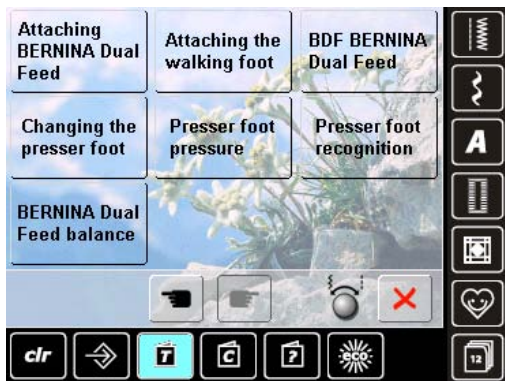 Attaching
BERNINA Dual
Feed
Attaching the
walking foot
BDF BERNINA
Dual Feed
Changing the
presser foot
Presser foot
pressure
Presser foot
recognition
BERNINA Dual
Feed balance
A
clr
T
C
?
eco
12